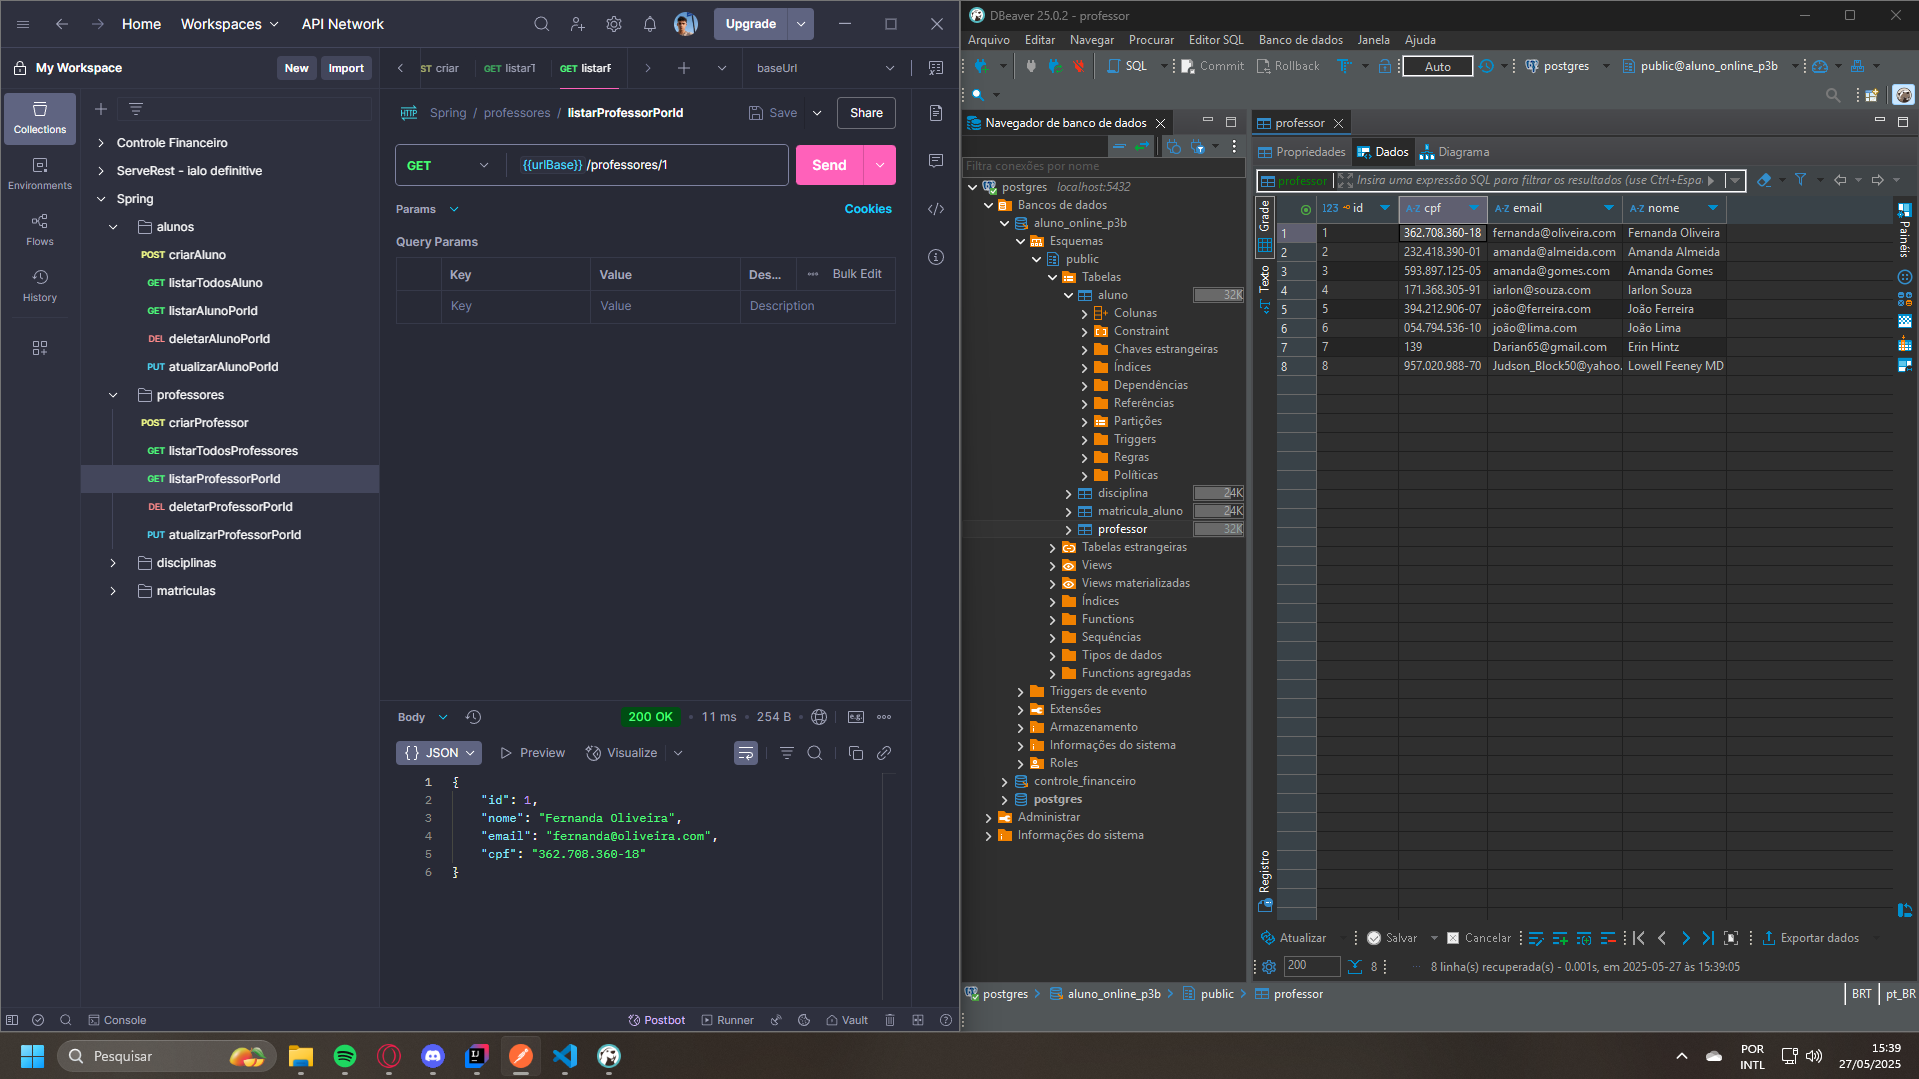 Home
Workspaces
API Network
Upgrade
My Workspace
New
Import
ST criar
GET listarT
GET listarF
baseUrl
Collections
Environments
Flows
History
Controle Financeiro
ServeRest - ialo definitive
Spring
alunos
POST criarAluno
GET listarTodosAluno
GET listarAlunoPorId
DEL deletarAlunoPorId
PUT atualizarAlunoPorId
professores
POST criarProfessor
GET listarTodosProfessores
GET listarProfessorPorId
DEL deletarProfessorPorId
PUT atualizarProfessorPorId
disciplinas
matriculas
HTTP Spring / professores / listarProfessorPorId
Save
Share
GET
{{urlBase}} /professores/1
Send
Params
Cookies
Query Params
Key Value Des... Bulk Edit
Key Value Description
Body
200 OK • 11 ms • 254 B
e.g.
{} JSON
Preview
Visualize
1 {
2 "id": 1,
3 "nome": "Fernanda Oliveira",
4 "email": "fernanda@oliveira.com",
5 "cpf": "362.708.360-18"
6 }
Console
Postbot
Runner
Vault
DBeaver 25.0.2 - professor
Arquivo Editar Navegar Procurar Editor SQL Banco de dados Janela Ajuda
SQL
Commit
Rollback
Auto
postgres
public@aluno_online_p3b
Navegador de banco de dados
Filtra conexões por nome
postgres localhost:5432
Bancos de dados
aluno_online_p3b
Esquemas
public
Tabelas
aluno 32K
Colunas
Constraint
Chaves estrangeiras
Índices
Dependências
Referências
Partições
Triggers
Regras
Políticas
disciplina 24K
matricula_aluno 24K
professor 32K
Tabelas estrangeiras
Views
Views materializadas
Índices
Functions
Sequências
Tipos de dados
Functions agregadas
Triggers de evento
Extensões
Armazenamento
Informações do sistema
Roles
controle_financeiro
postgres
Administrar
Informações do sistema
professor
Propriedades
Dados
Diagrama
professor
Insira uma expressão SQL para filtrar os resultados (use Ctrl+Espa
Grade
Texto
Registro
Painéis
123 id A-Z cpf A-Z email A-Z nome
1 1 362.708.360-18 fernanda@oliveira.com Fernanda Oliveira
2 2 232.418.390-01 amanda@almeida.com Amanda Almeida
3 3 593.897.125-05 amanda@gomes.com Amanda Gomes
4 4 171.368.305-91 iarlon@souza.com Iarlon Souza
5 5 394.212.906-07 joão@ferreira.com João Ferreira
6 6 054.794.536-10 joão@lima.com João Lima
7 7 139 Darian65@gmail.com Erin Hintz
8 8 957.020.988-70 Judson_Block50@yahoo. Lowell Feeney MD
Atualizar
Salvar
Cancelar
Exportar dados
200
8
8 linha(s) recuperada(s) - 0.001s, em 2025-05-27 às 15:39:05
postgres
aluno_online_p3b
public
professor
BRT
pt_BR
Pesquisar
POR
INTL
15:39
27/05/2025